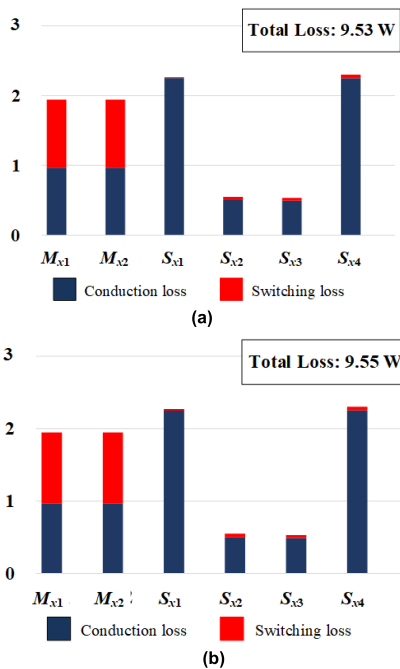 3
Total Loss: 9.53 W
2
1
0
Mx1 Mx2 Sx1 Sx2 Sx3 Sx4
Conduction loss Switching loss
(a)
3
Total Loss: 9.55 W
2
1
0
Mx1 Mx2 Sx1 Sx2 Sx3 Sx4
Conduction loss Switching loss
(b)